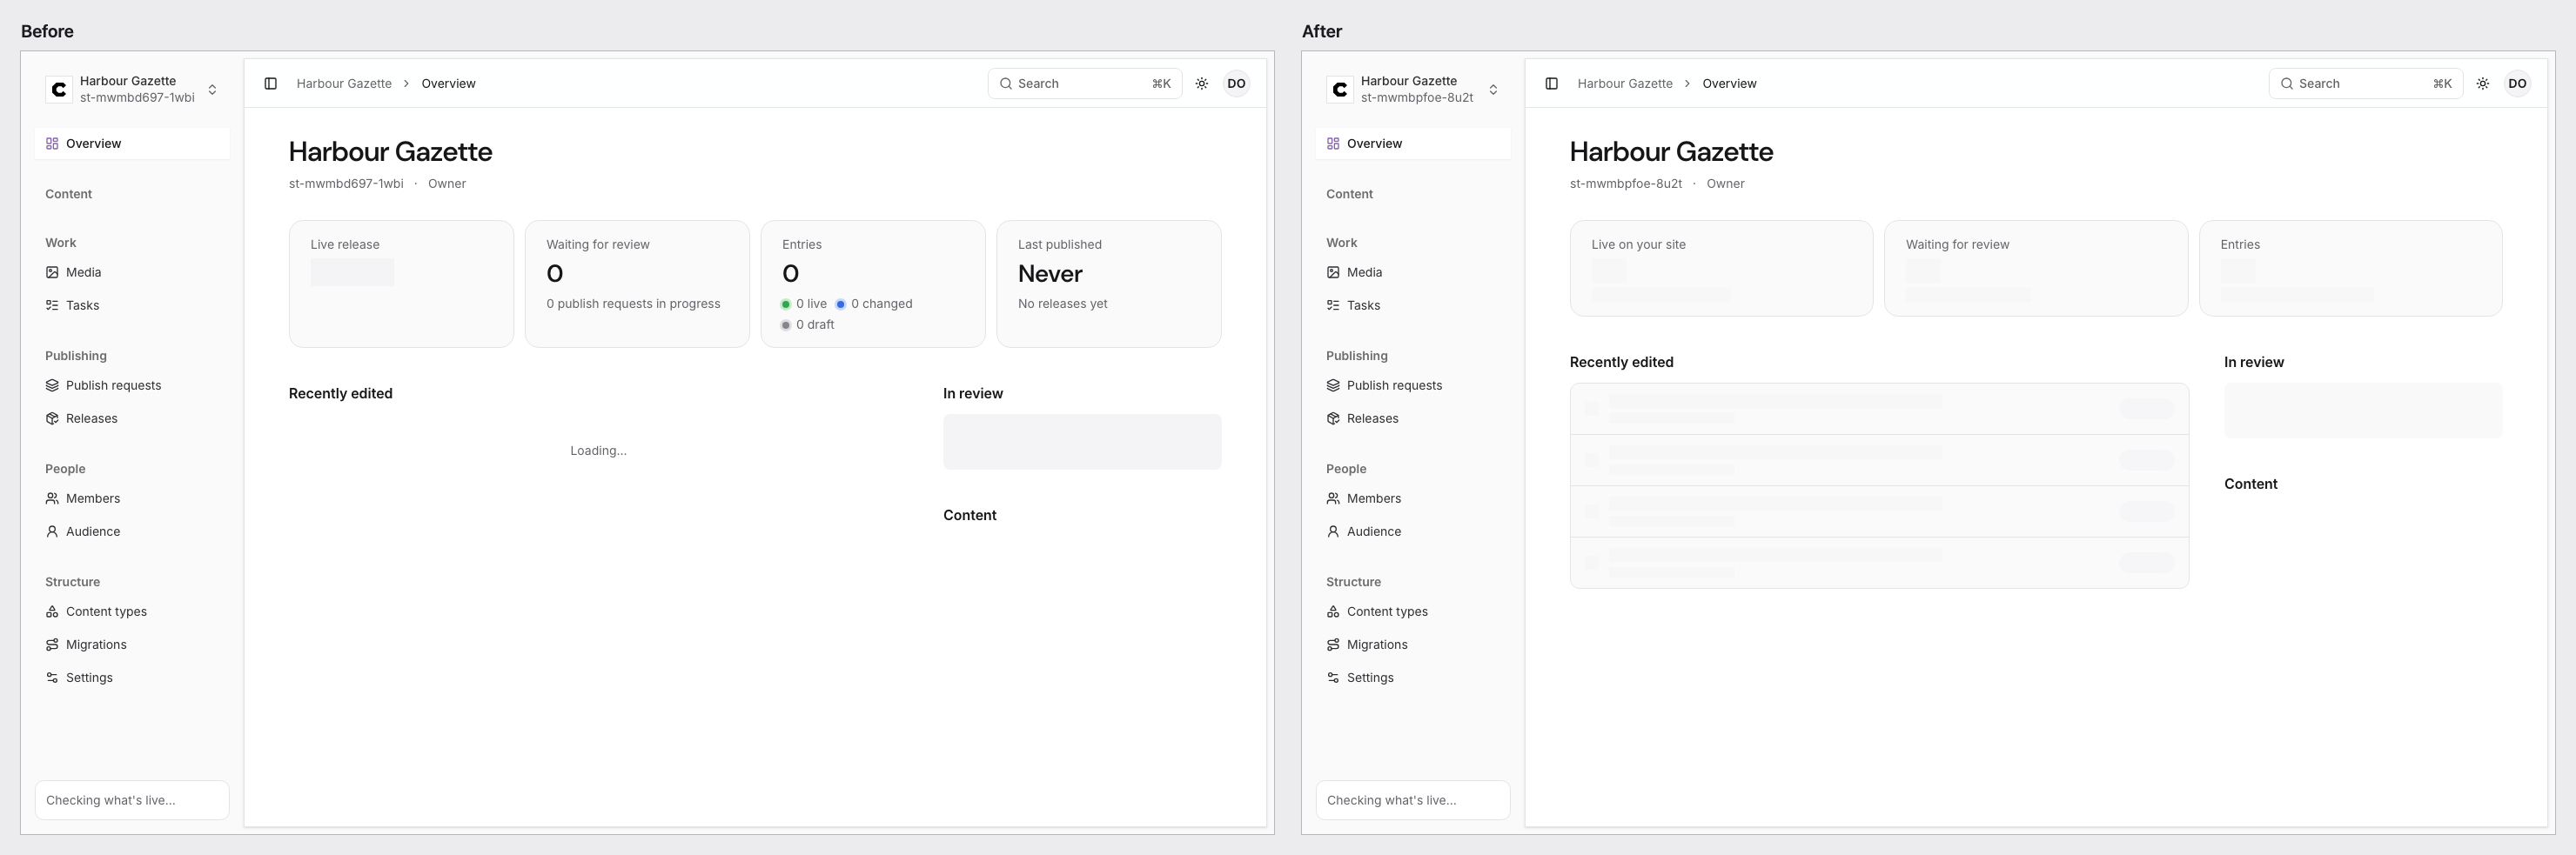 Before
Harbour Gazette
st-mwmbd697-1wbi
Overview
Content
Work
Media
Tasks
Publishing
Publish requests
Releases
People
Members
Audience
Structure
Content types
Migrations
Settings
Checking what's live...
Harbour Gazette > Overview
Search ⌘K
DO
Harbour Gazette
st-mwmbd697-1wbi · Owner
Live release
Waiting for review
0
0 publish requests in progress
Entries
0
0 live 0 changed
0 draft
Last published
Never
No releases yet
Recently edited
Loading...
In review
Content
After
Harbour Gazette
st-mwmbpfoe-8u2t
Overview
Content
Work
Media
Tasks
Publishing
Publish requests
Releases
People
Members
Audience
Structure
Content types
Migrations
Settings
Checking what's live...
Harbour Gazette > Overview
Search ⌘K
DO
Harbour Gazette
st-mwmbpfoe-8u2t · Owner
Live on your site
Waiting for review
Entries
Recently edited
In review
Content